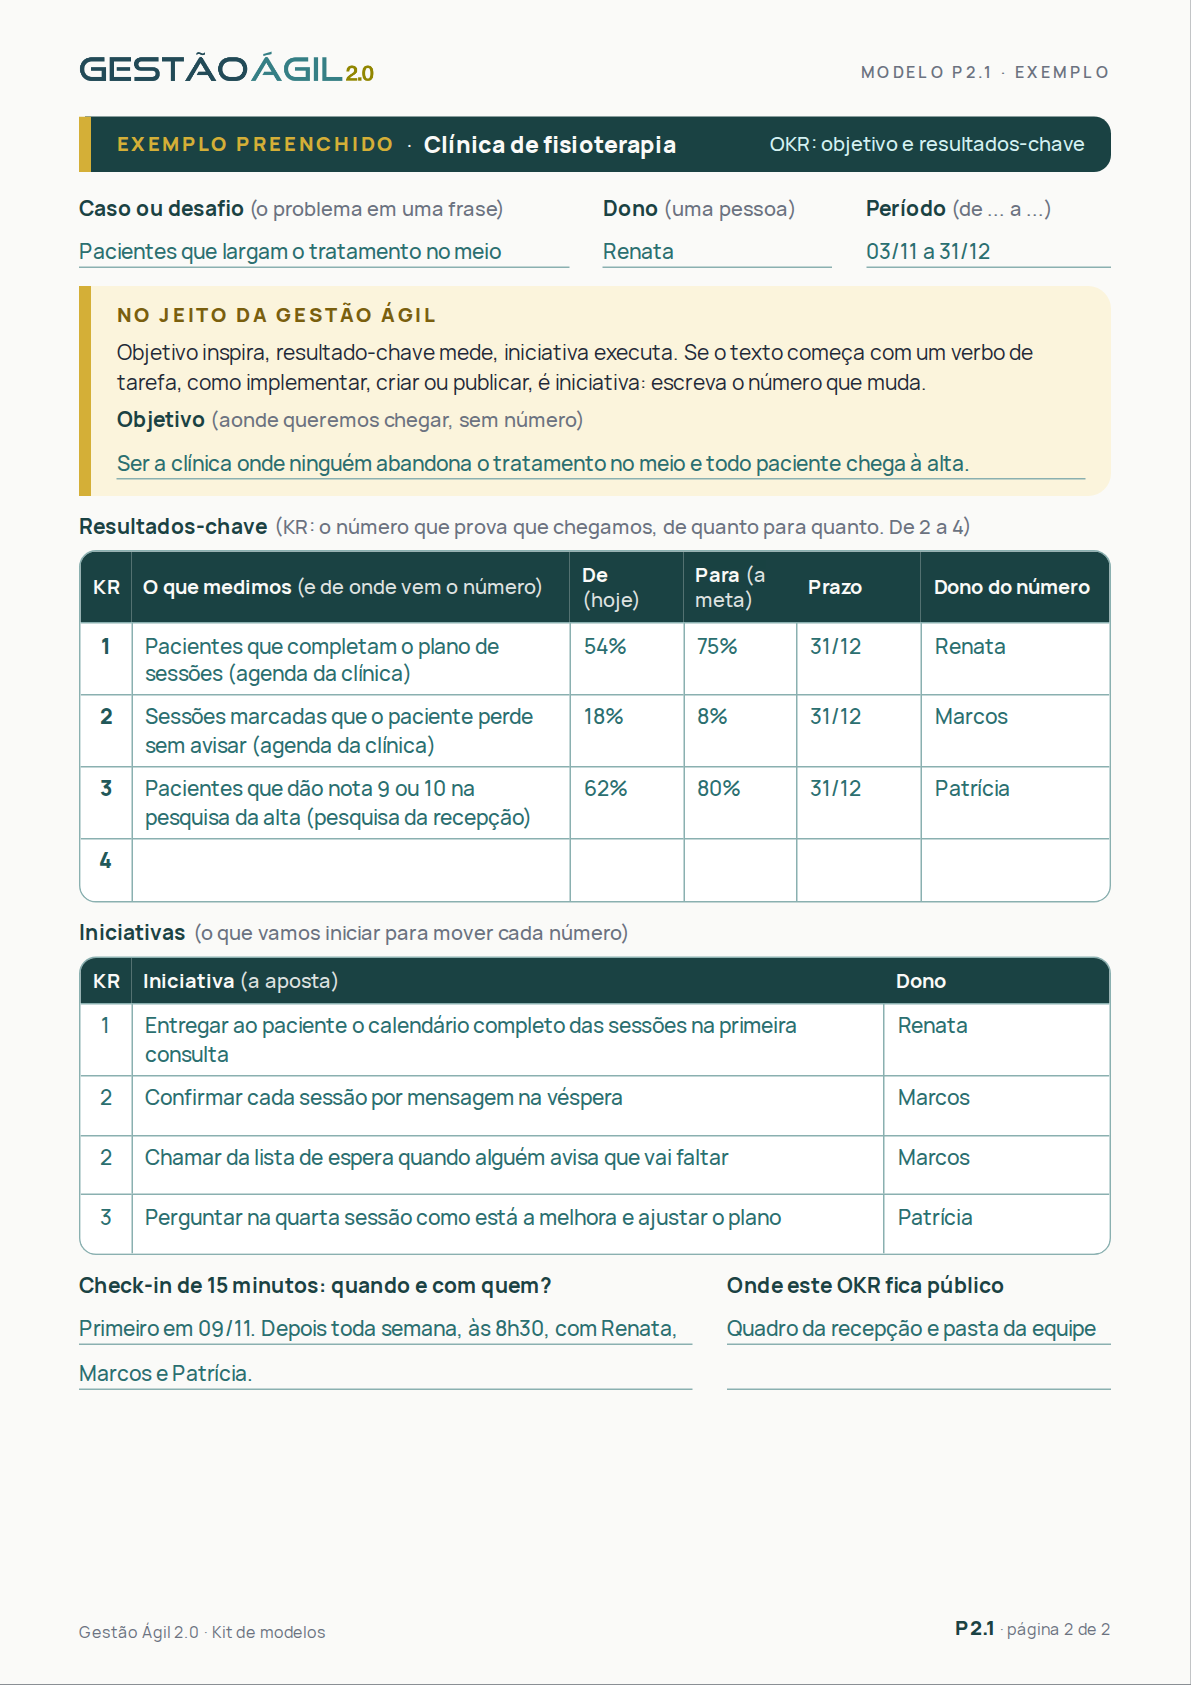 GESTÃOÁGIL2.0
MODELO P2.1 · EXEMPLO
EXEMPLO PREENCHIDO · Clínica de fisioterapia
OKR: objetivo e resultados-chave
Caso ou desafio (o problema em uma frase)
Dono (uma pessoa)
Período (de ... a ...)
Pacientes que largam o tratamento no meio
Renata
03/11 a 31/12
NO JEITO DA GESTÃO ÁGIL
Objetivo inspira, resultado-chave mede, iniciativa executa. Se o texto começa com um verbo de
tarefa, como implementar, criar ou publicar, é iniciativa: escreva o número que muda.
Objetivo (aonde queremos chegar, sem número)
Ser a clínica onde ninguém abandona o tratamento no meio e todo paciente chega à alta.
Resultados-chave (KR: o número que prova que chegamos, de quanto para quanto. De 2 a 4)
KR
O que medimos (e de onde vem o número)
De
(hoje)
Para (a
meta)
Prazo
Dono do número
1
Pacientes que completam o plano de
sessões (agenda da clínica)
54%
75%
31/12
Renata
2
Sessões marcadas que o paciente perde
sem avisar (agenda da clínica)
18%
8%
31/12
Marcos
3
Pacientes que dão nota 9 ou 10 na
pesquisa da alta (pesquisa da recepção)
62%
80%
31/12
Patrícia
4
Iniciativas (o que vamos iniciar para mover cada número)
KR
Iniciativa (a aposta)
Dono
1
Entregar ao paciente o calendário completo das sessões na primeira
consulta
Renata
2
Confirmar cada sessão por mensagem na véspera
Marcos
2
Chamar da lista de espera quando alguém avisa que vai faltar
Marcos
3
Perguntar na quarta sessão como está a melhora e ajustar o plano
Patrícia
Check-in de 15 minutos: quando e com quem?
Primeiro em 09/11. Depois toda semana, às 8h30, com Renata,
Marcos e Patrícia.
Onde este OKR fica público
Quadro da recepção e pasta da equipe
Gestão Ágil 2.0 · Kit de modelos
P2.1 · página 2 de 2